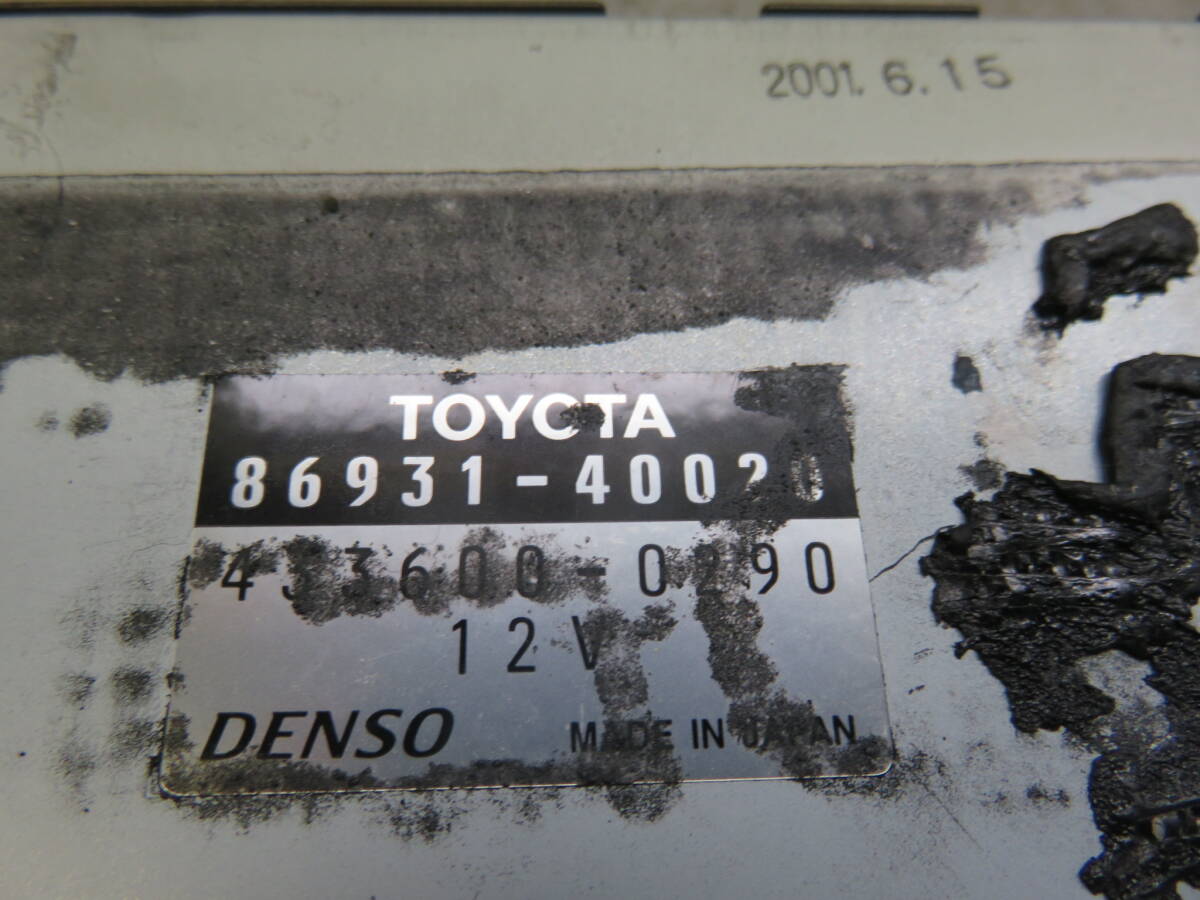 2001. 6. 15
TOYOTA
86931-40020
433600-0290
12V
DENSO
MADE IN JAPAN